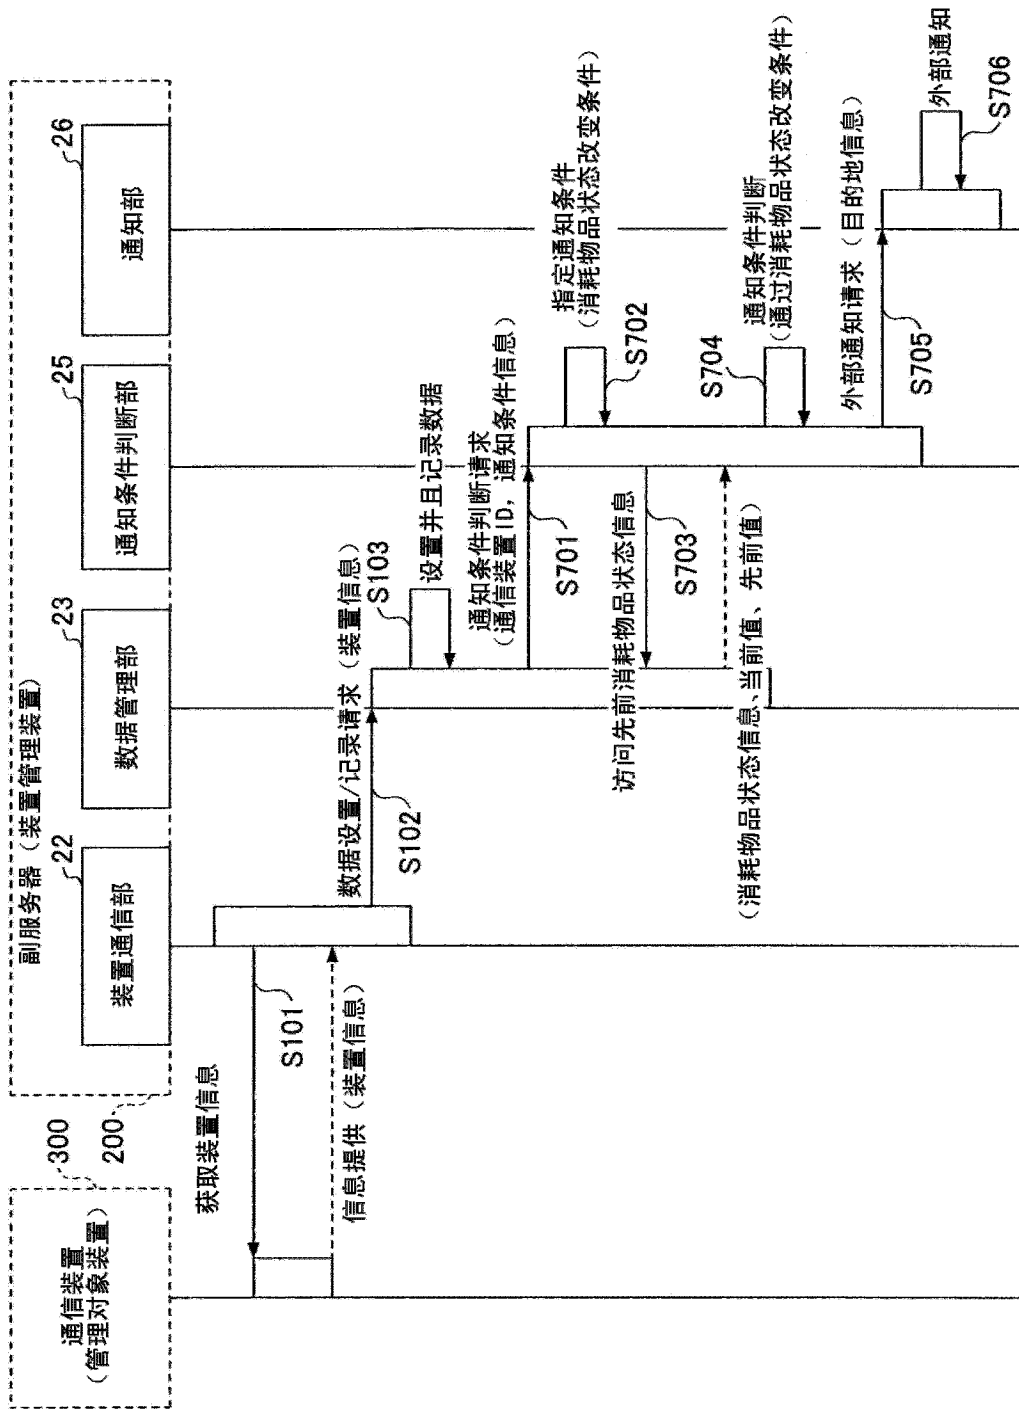 通信装置
（管理对象装置）
300
200
副服务器（装置管理装置）
装置通信部
22
数据管理部
23
通知条件判断部
25
通知部
26
获取装置信息
S101
信息提供（装置信息）
数据设置/记录请求（装置信息）
S102
S103
设置并且记录数据
通知条件判断请求
（通信装置ID，通知条件信息）
S701
指定通知条件
（消耗物品状态改变条件）
S702
访问先前消耗物品状态信息
S703
（消耗物品状态信息、当前值、先前值）
通知条件判断
（通过消耗物品状态改变条件）
S704
外部通知请求（目的地信息）
S705
外部通知
S706